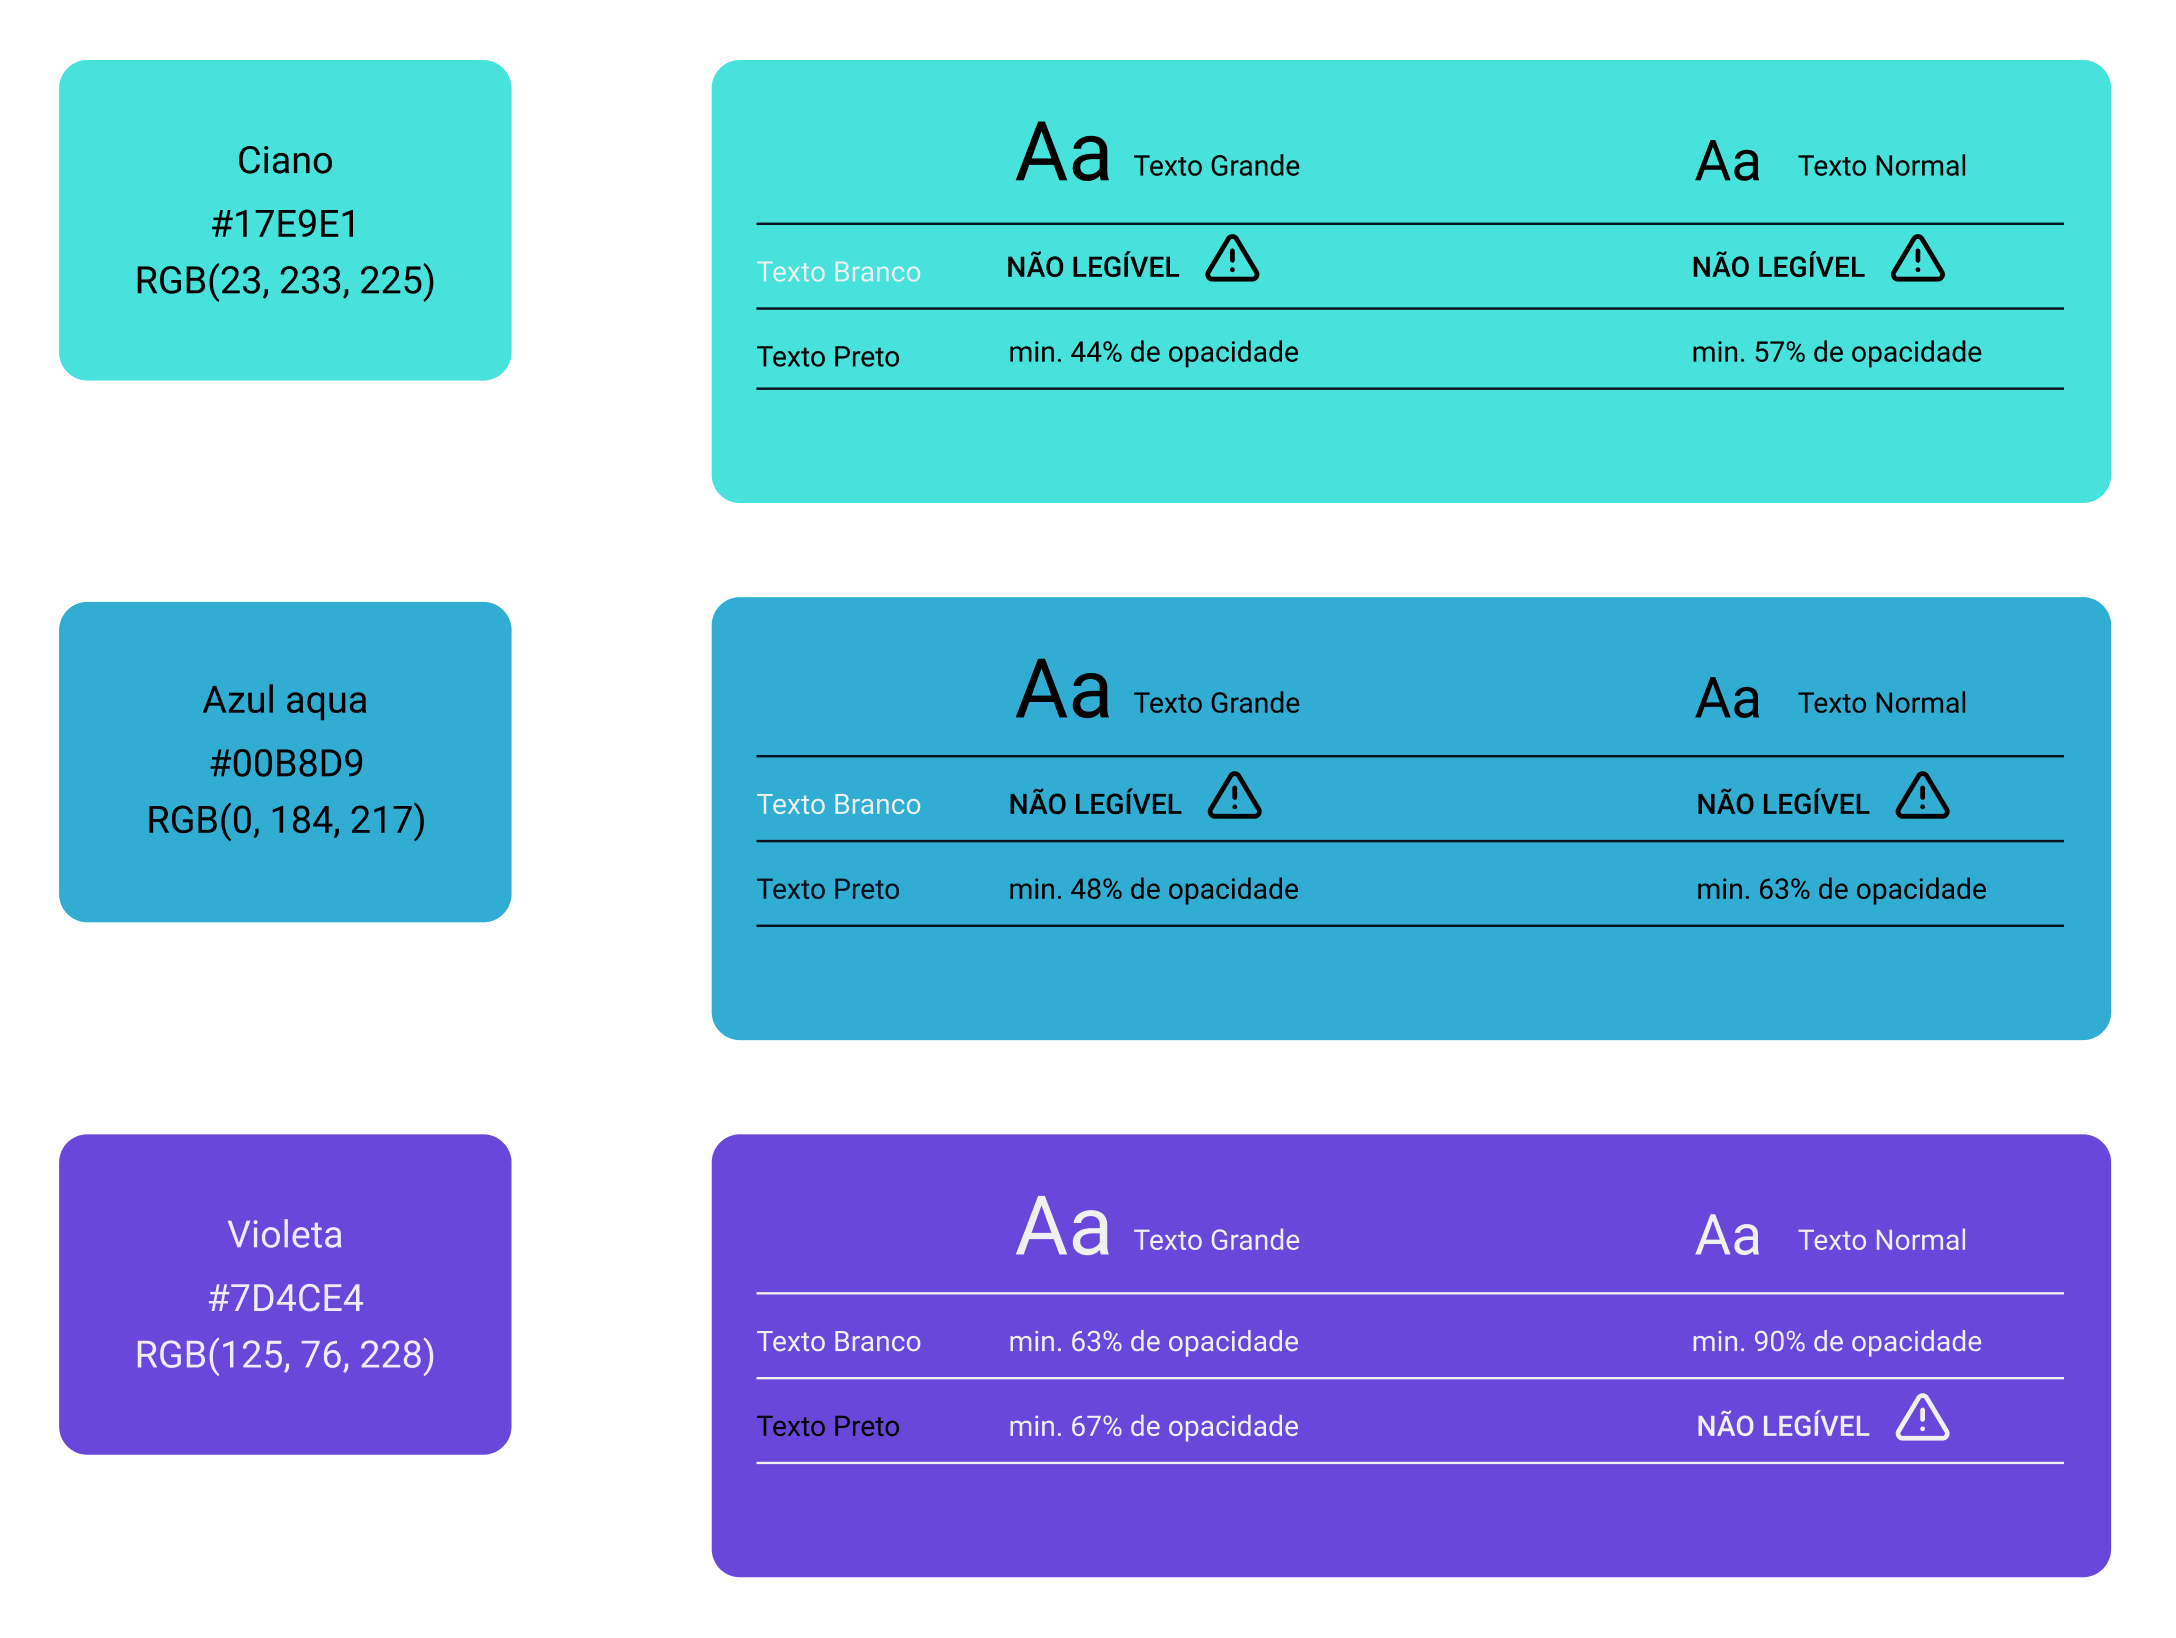 Ciano
#17E9E1
RGB(23, 233, 225)
Aa Texto Grande Aa Texto Normal
Texto Branco NÃO LEGÍVEL NÃO LEGÍVEL
Texto Preto min. 44% de opacidade min. 57% de opacidade
Azul aqua
#00B8D9
RGB(0, 184, 217)
Aa Texto Grande Aa Texto Normal
Texto Branco NÃO LEGÍVEL NÃO LEGÍVEL
Texto Preto min. 48% de opacidade min. 63% de opacidade
Violeta
#7D4CE4
RGB(125, 76, 228)
Aa Texto Grande Aa Texto Normal
Texto Branco min. 63% de opacidade min. 90% de opacidade
Texto Preto min. 67% de opacidade NÃO LEGÍVEL